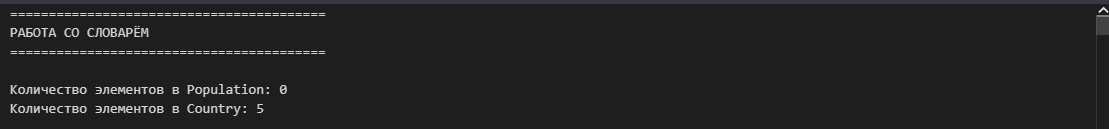 =========================================
РАБОТА СО СЛОВАРЁМ
=========================================
Количество элементов в Population: 0
Количество элементов в Country: 5